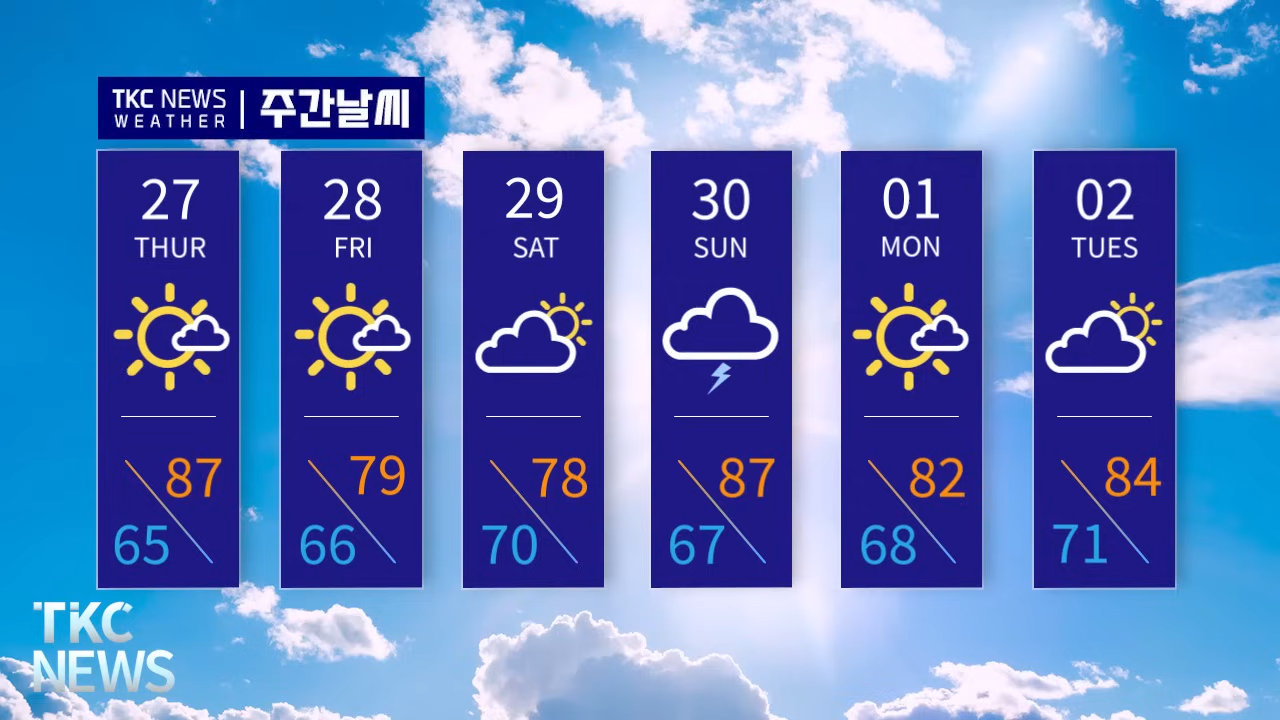 TKC NEWS
WEATHER
주간날씨
27
THUR
87
65
28
FRI
79
66
29
SAT
78
70
30
SUN
87
67
01
MON
82
68
02
TUES
84
71
TKC
NEWS